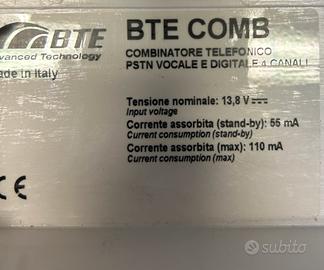 BTE
dvanced Technology
ade in Italy
BTE COMB
COMBINATORE TELEFONICO
PSTN VOCALE E DIGITALE 4 CANALI
Tensione nominale: 13,8 V
Input voltage
Corrente assorbita (stand-by): 55 mA
Current consumption (stand-by)
Corrente assorbita (max): 110 mA
Current consumption (max)
CE
subito